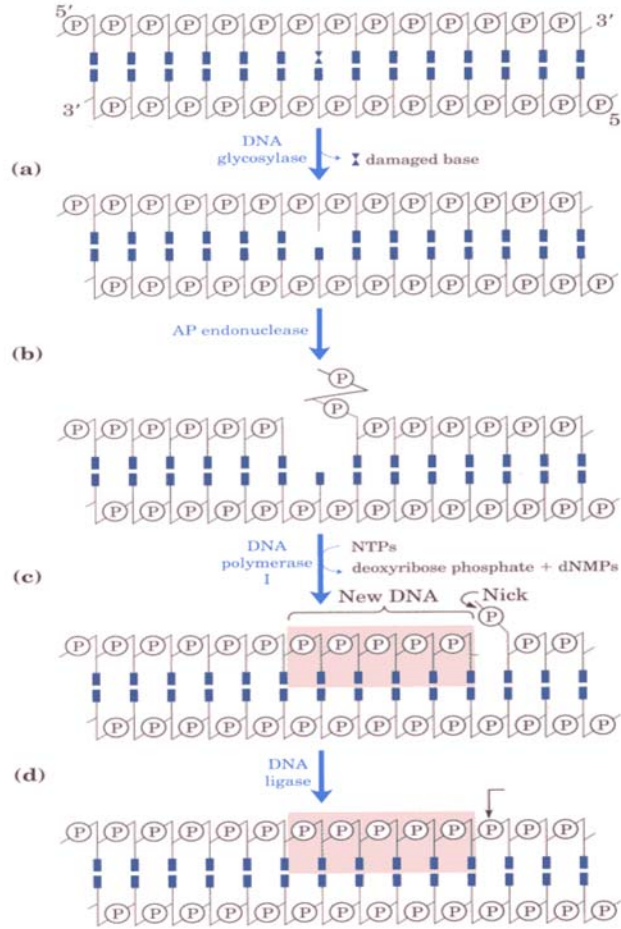 5′
P P P P P P P P P P P P P P 3′
3′ P P P P P P P P P P P P P P
5
DNA
glycosylase
damaged base
(a)
P P P P P P P P P P P P P P
P P P P P P P P P P P P P P
AP endonuclease
(b)
P
P
P P P P P P P P P P P P
P P P P P P P P P P P P P P
DNA
polymerase
I
NTPs
deoxyribose phosphate + dNMPs
(c)
New DNA Nick
P
P P P P P P P P P P P P P
P P P P P P P P P P P P P P
(d)
DNA
ligase
P P P P P P P P P P P P P P
P P P P P P P P P P P P P P